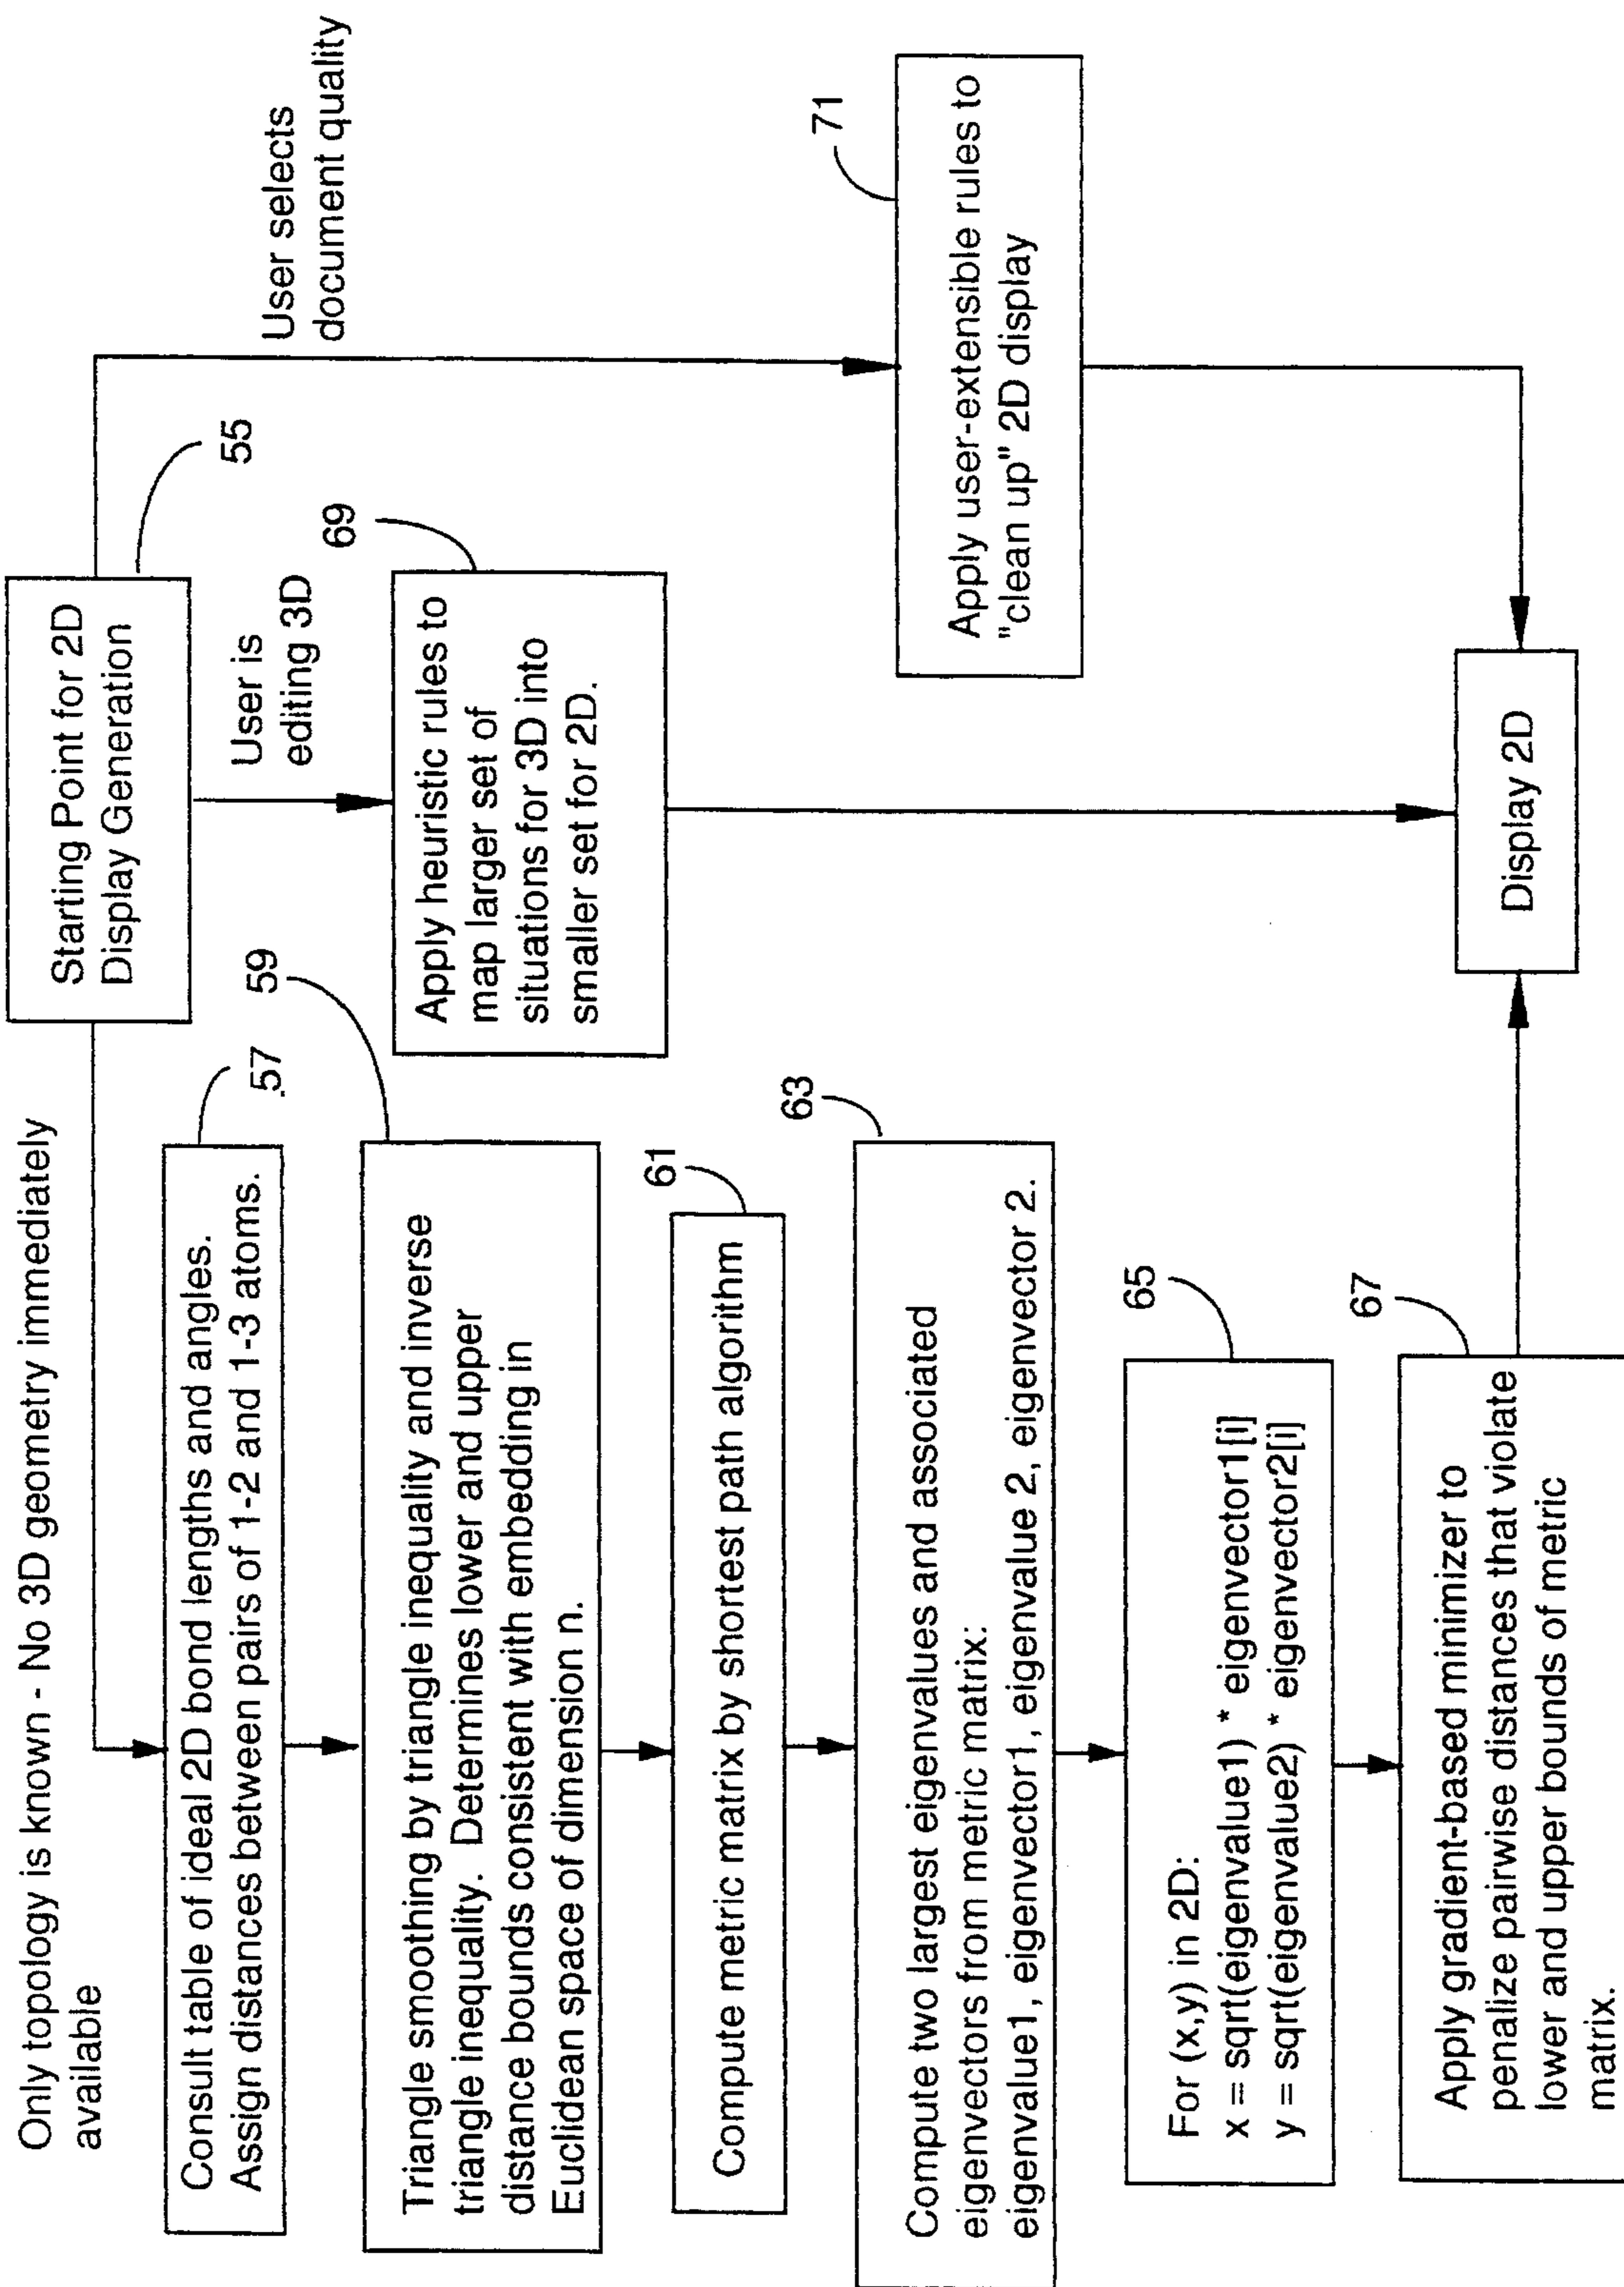 Starting Point for 2D
Display Generation
55
Only topology is known - No 3D geometry immediately
available
User is
editing 3D
User selects
document quality
57
Consult table of ideal 2D bond lengths and angles.
Assign distances between pairs of 1-2 and 1-3 atoms.
59
Triangle smoothing by triangle inequality and inverse
triangle inequality. Determines lower and upper
distance bounds consistent with embedding in
Euclidean space of dimension n.
61
Compute metric matrix by shortest path algorithm
63
Compute two largest eigenvalues and associated
eigenvectors from metric matrix:
eigenvalue1, eigenvector1, eigenvalue 2, eigenvector 2.
65
For (x,y) in 2D:
x = sqrt(eigenvalue1) * eigenvector1[i]
y = sqrt(eigenvalue2) * eigenvector2[i]
67
Apply gradient-based minimizer to
penalize pairwise distances that violate
lower and upper bounds of metric
matrix.
69
Apply heuristic rules to
map larger set of
situations for 3D into
smaller set for 2D.
71
Apply user-extensible rules to
"clean up" 2D display
Display 2D